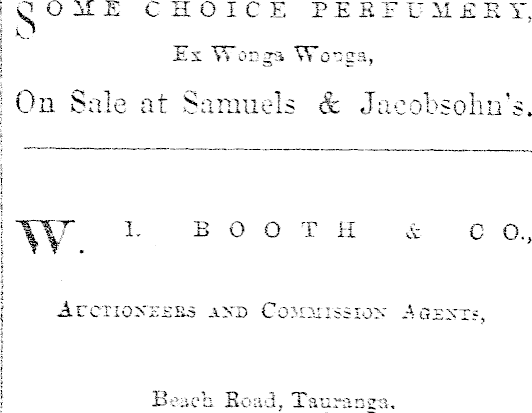 SOME CHOICE PERFUMERY,
Ex Wonga Wonga,
On Sale at Samuels & Jacobsohn's.
W. I. BOOTH & CO.,
AUCTIONEERS AND COMMISSION AGENTS,
Beach Road, Tauranga.